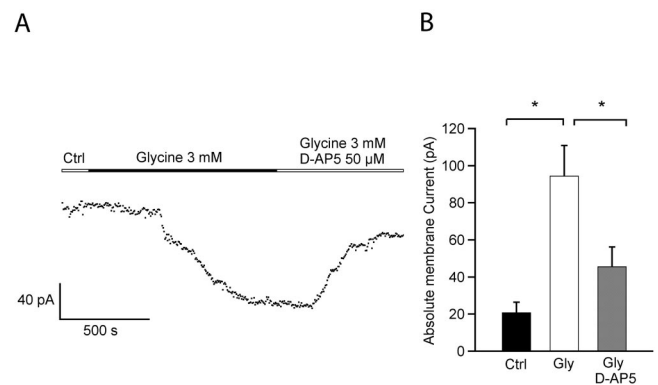 A
B
Ctrl
Glycine 3 mM
Glycine 3 mM
D-AP5 50 µM
40 pA
500 s
*
*
Absolute membrane Current (pA)
120
100
80
60
40
20
0
Ctrl
Gly
Gly
D-AP5